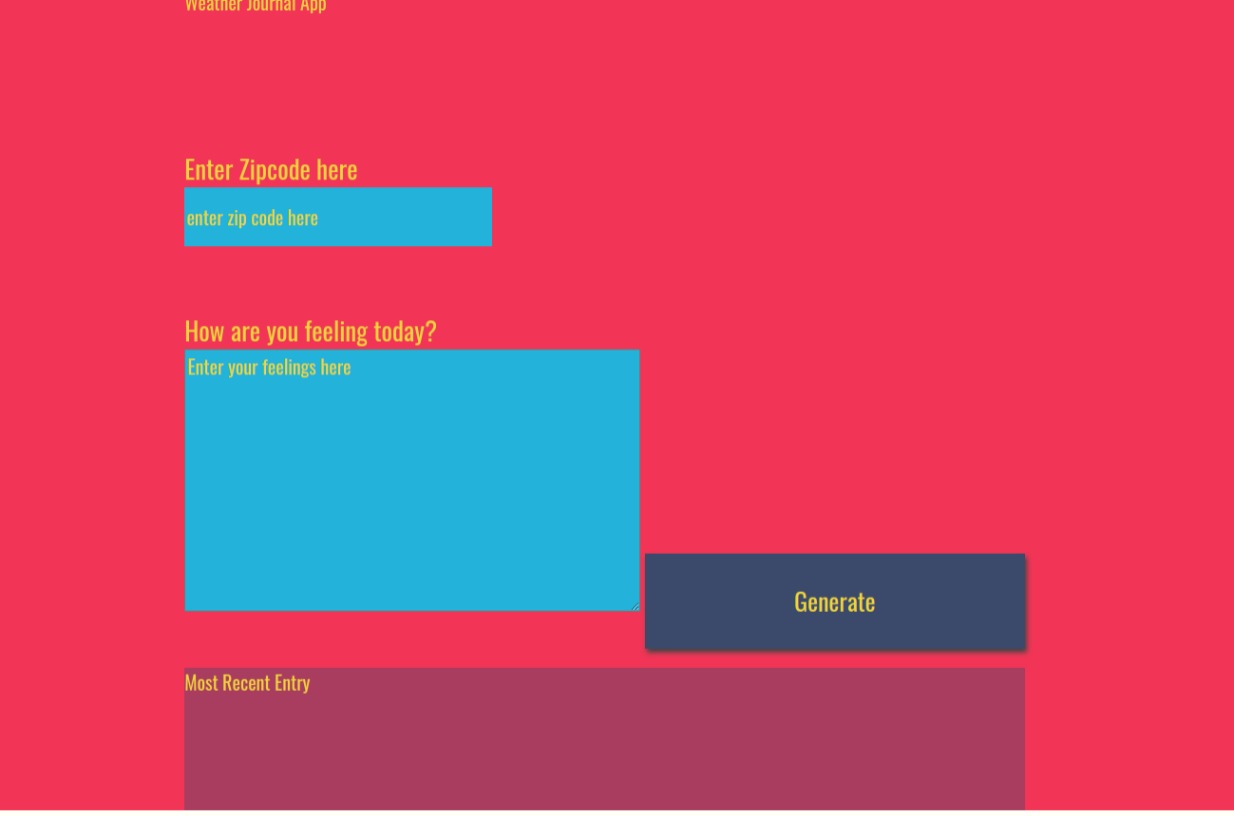 Weather Journal App
Enter Zipcode here
enter zip code here
How are you feeling today?
Enter your feelings here
Generate
Most Recent Entry